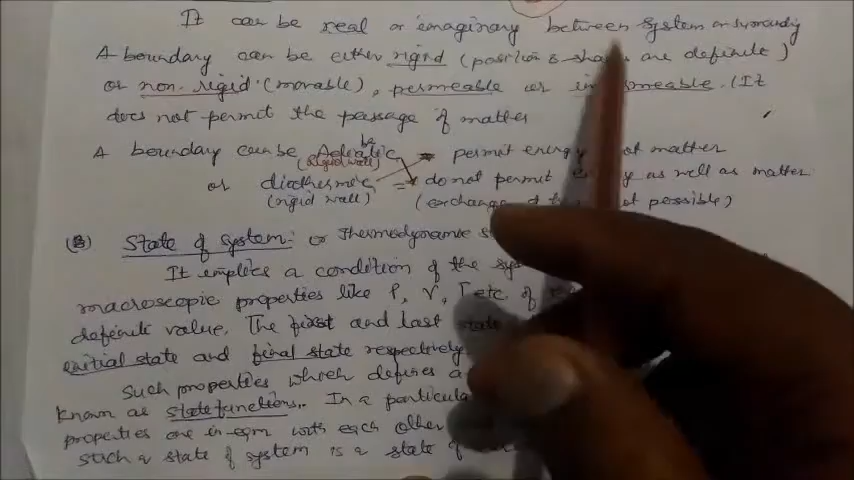 It can be real or imaginary between system or surrounding
A boundary can be either rigid (position & shape are definite)
or non-rigid (movable), permeable or impermeable. (It
does not permit the passage of matter
A boundary can be Adiabatic permit energy not matter
(Rigid wall)
or diathermic = do not permit as well as matter
(rigid wall) (exchange of not possible)
State of system: or Thermodynamic
It implies a condition of the
macroscopic properties like P, V, T etc. of
definite value. The first and last state
initial state and final state respectively
Such properties which defines a
known as state functions. In a particular
properties are in eqm with each other
such a state of system is a state of